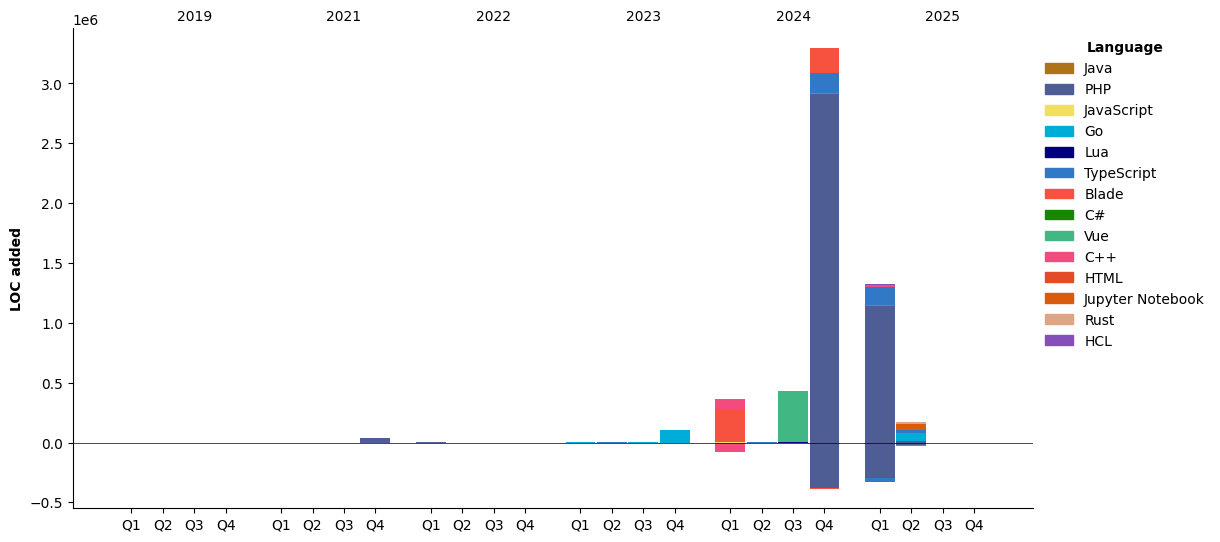 1e6
2019 2021 2022 2023 2024 2025
LOC added
3.0
2.5
2.0
1.5
1.0
0.5
0.0
−0.5
Q1 Q2 Q3 Q4 Q1 Q2 Q3 Q4 Q1 Q2 Q3 Q4 Q1 Q2 Q3 Q4 Q1 Q2 Q3 Q4 Q1 Q2 Q3 Q4
Language
Java
PHP
JavaScript
Go
Lua
TypeScript
Blade
C#
Vue
C++
HTML
Jupyter Notebook
Rust
HCL